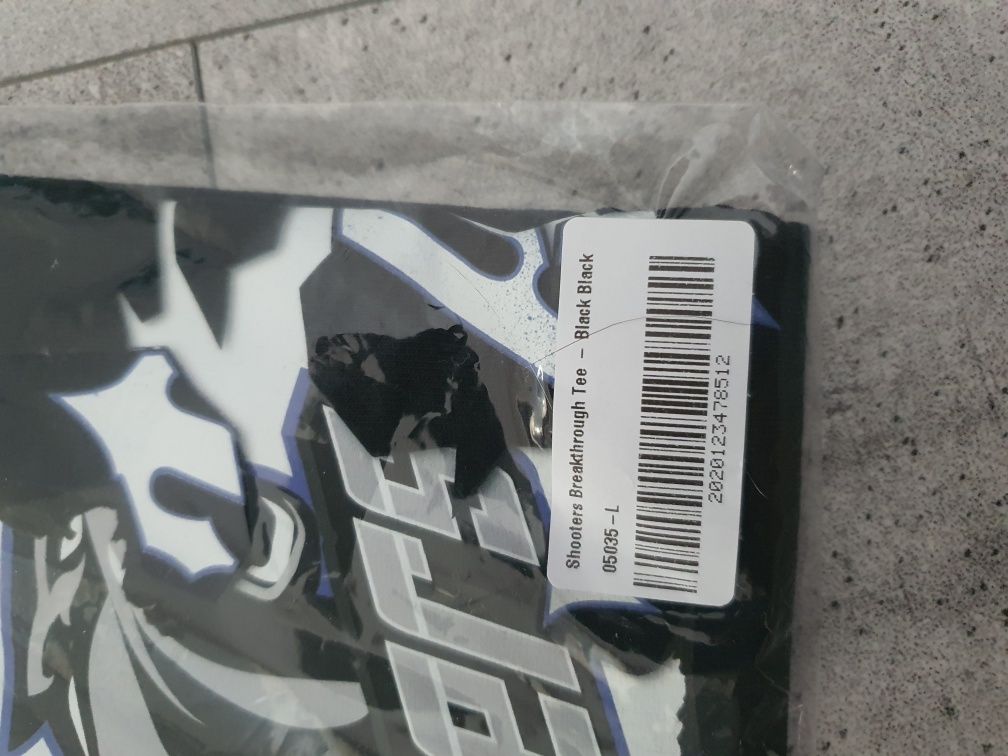 Shooters Breakthrough Tee – Black Black
05035-L
2020123478512